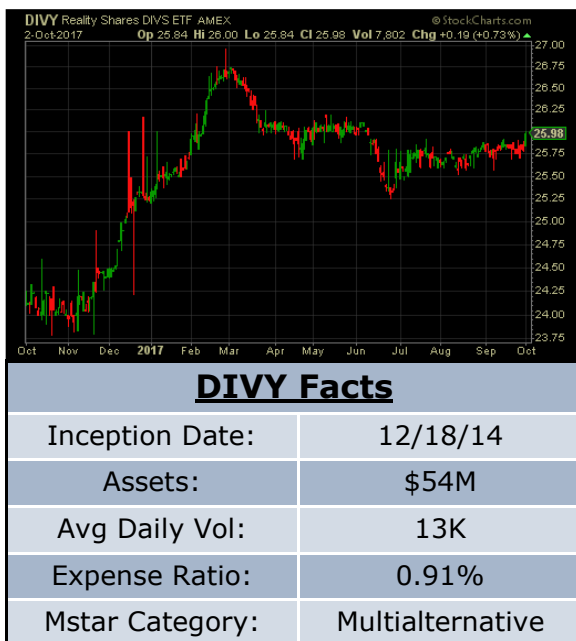 DIVY Reality Shares DIVS ETF AMEX © StockCharts.com
2-Oct-2017 Op 25.84 Hi 26.00 Lo 25.84 Cl 25.98 Vol 7,802 Chg +0.19 (+0.73%)
27.00
26.75
26.50
26.25
25.98
25.75
25.50
25.25
25.00
24.75
24.50
24.25
24.00
23.75
Oct Nov Dec 2017 Feb Mar Apr May Jun Jul Aug Sep Oct
DIVY Facts
Inception Date: 12/18/14
Assets: $54M
Avg Daily Vol: 13K
Expense Ratio: 0.91%
Mstar Category: Multialternative